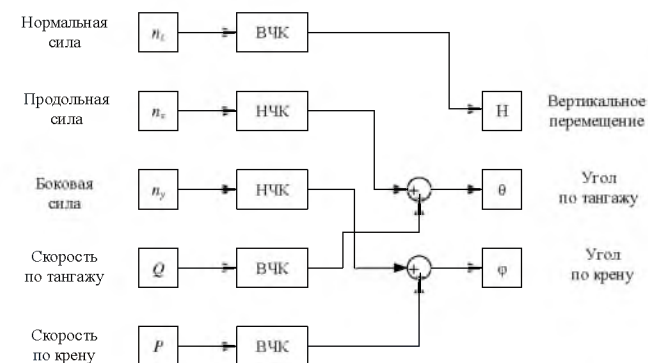 Нормальная
сила
n_z
ВЧК
Продольная
сила
n_x
НЧК
H
Вертикальное
перемещение
Боковая
сила
n_y
НЧК
+
θ
Угол
по тангажу
Скорость
по тангажу
Q
ВЧК
+
φ
Угол
по крену
Скорость
по крену
P
ВЧК